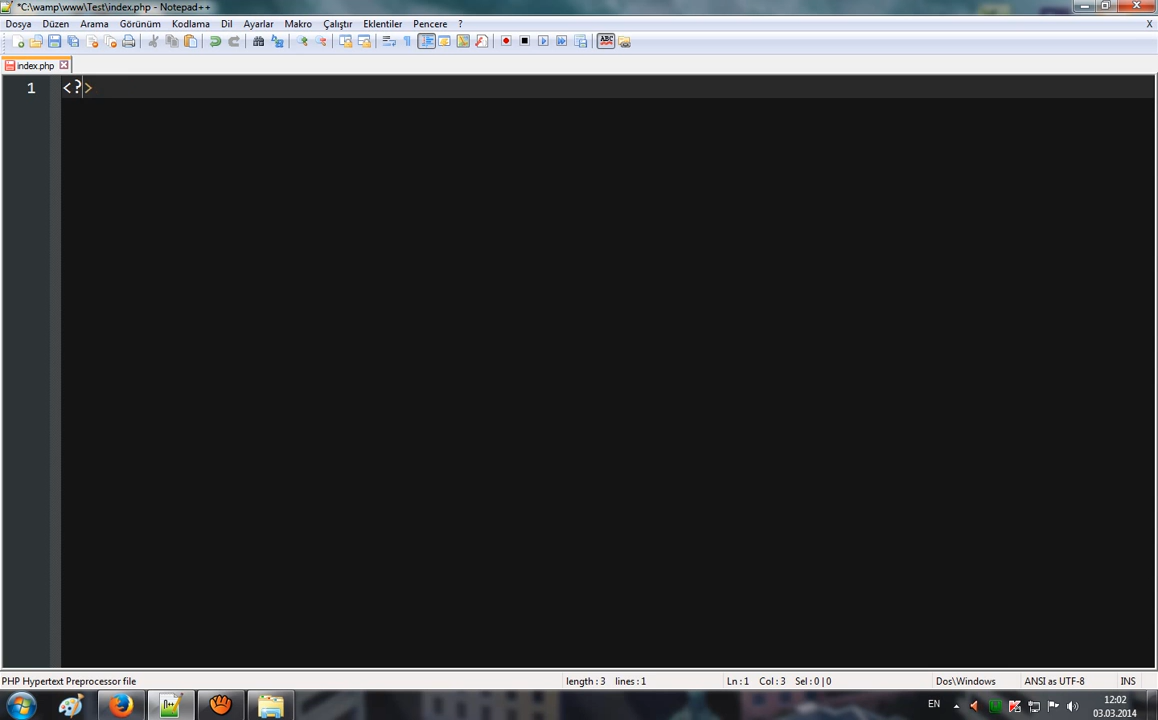 *C:\wamp\www\Test\index.php - Notepad++
Dosya Düzen Arama Görünüm Kodlama Dil Ayarlar Makro Çalıştır Eklentiler Pencere ? X
index.php
1 <?>
PHP Hypertext Preprocessor file length : 3 lines : 1 Ln : 1 Col : 3 Sel : 0 | 0 Dos\Windows ANSI as UTF-8 INS
EN 12:02
03.03.2014